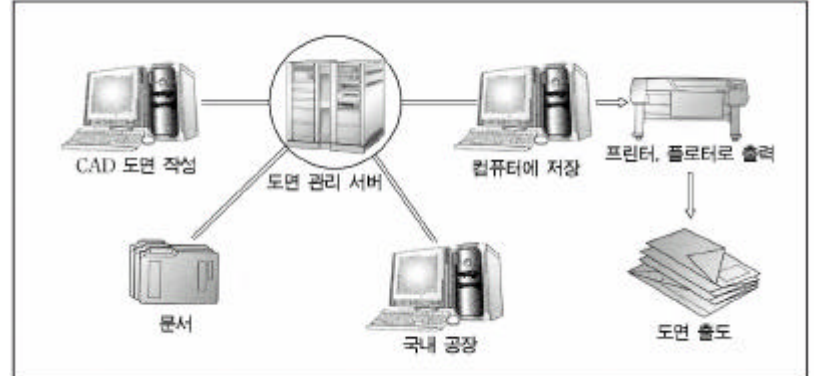 CAD 도면 작성
도면 관리 서버
컴퓨터에 저장
프린터, 플로터로 출력
문서
국내 공장
도면 출도